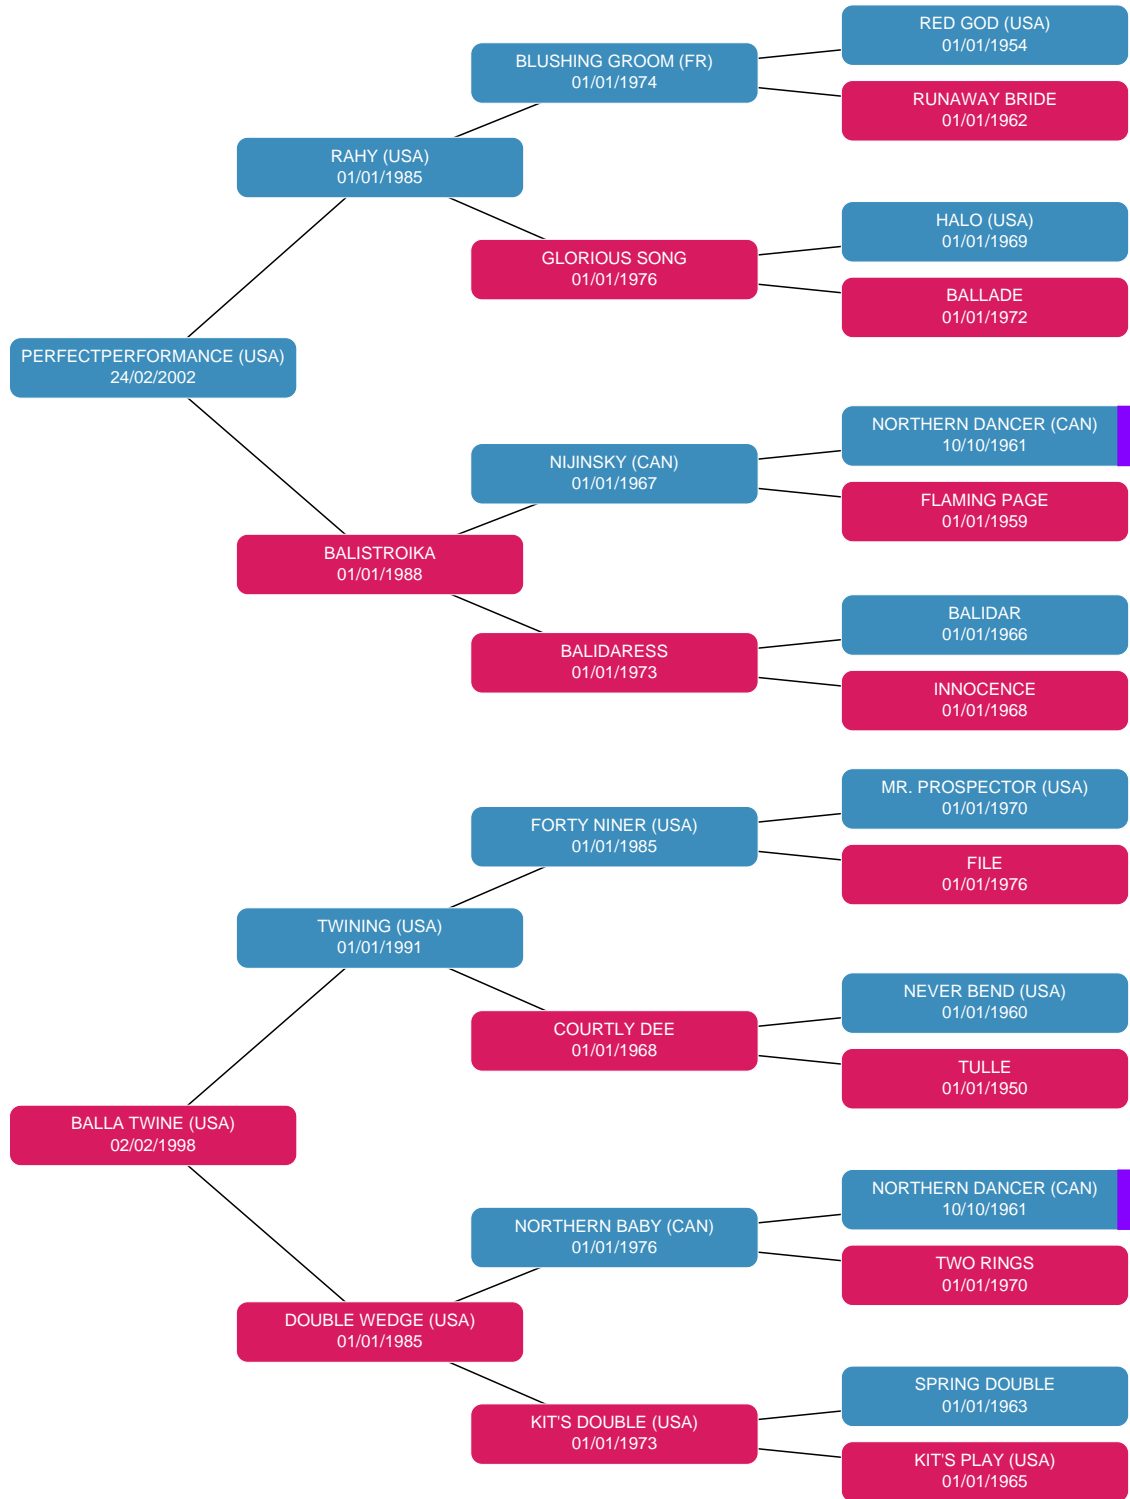 RED GOD (USA)
01/01/1954
BLUSHING GROOM (FR)
01/01/1974
RUNAWAY BRIDE
01/01/1962
RAHY (USA)
01/01/1985
HALO (USA)
01/01/1969
GLORIOUS SONG
01/01/1976
BALLADE
01/01/1972
PERFECTPERFORMANCE (USA)
24/02/2002
NORTHERN DANCER (CAN)
10/10/1961
NIJINSKY (CAN)
01/01/1967
FLAMING PAGE
01/01/1959
BALISTROIKA
01/01/1988
BALIDAR
01/01/1966
BALIDARESS
01/01/1973
INNOCENCE
01/01/1968
MR. PROSPECTOR (USA)
01/01/1970
FORTY NINER (USA)
01/01/1985
FILE
01/01/1976
TWINING (USA)
01/01/1991
NEVER BEND (USA)
01/01/1960
COURTLY DEE
01/01/1968
TULLE
01/01/1950
BALLA TWINE (USA)
02/02/1998
NORTHERN DANCER (CAN)
10/10/1961
NORTHERN BABY (CAN)
01/01/1976
TWO RINGS
01/01/1970
DOUBLE WEDGE (USA)
01/01/1985
SPRING DOUBLE
01/01/1963
KIT'S DOUBLE (USA)
01/01/1973
KIT'S PLAY (USA)
01/01/1965